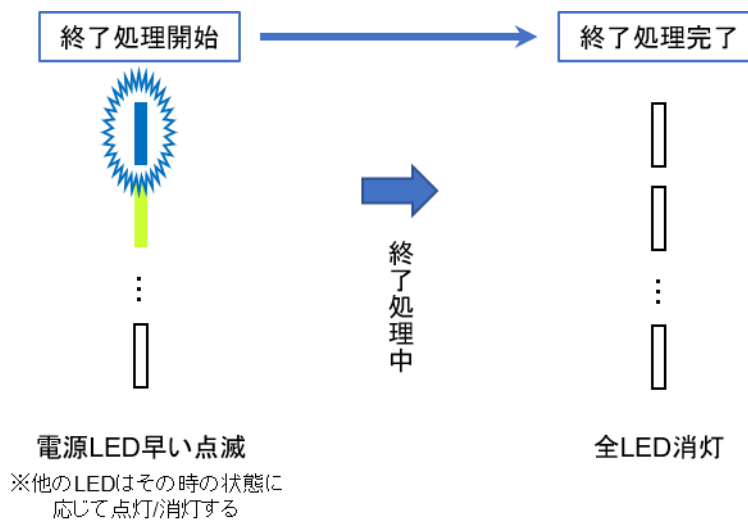 終了処理開始
終了処理完了
終了処理中
電源LED早い点滅
※他のLEDはその時の状態に
応じて点灯/消灯する
全LED消灯